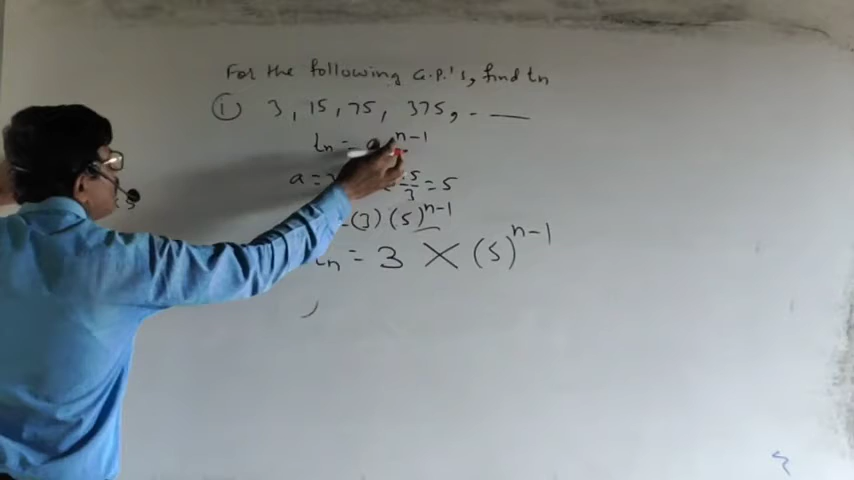 For the following G.P.'s, find tn
① 3, 15, 75, 375, - —
tn = a n-1
a = 15/3 = 5
(3) (5)^n-1
tn = 3 × (5)^n-1